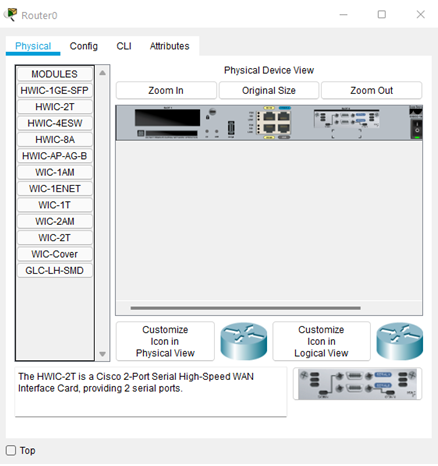 Router0
Physical
Config
CLI
Attributes
MODULES
HWIC-1GE-SFP
HWIC-2T
HWIC-4ESW
HWIC-8A
HWIC-AP-AG-B
WIC-1AM
WIC-1ENET
WIC-1T
WIC-2AM
WIC-2T
WIC-Cover
GLC-LH-SMD
Physical Device View
Zoom In
Original Size
Zoom Out
Customize
Icon in
Physical View
Customize
Icon in
Logical View
The HWIC-2T is a Cisco 2-Port Serial High-Speed WAN
Interface Card, providing 2 serial ports.
Top